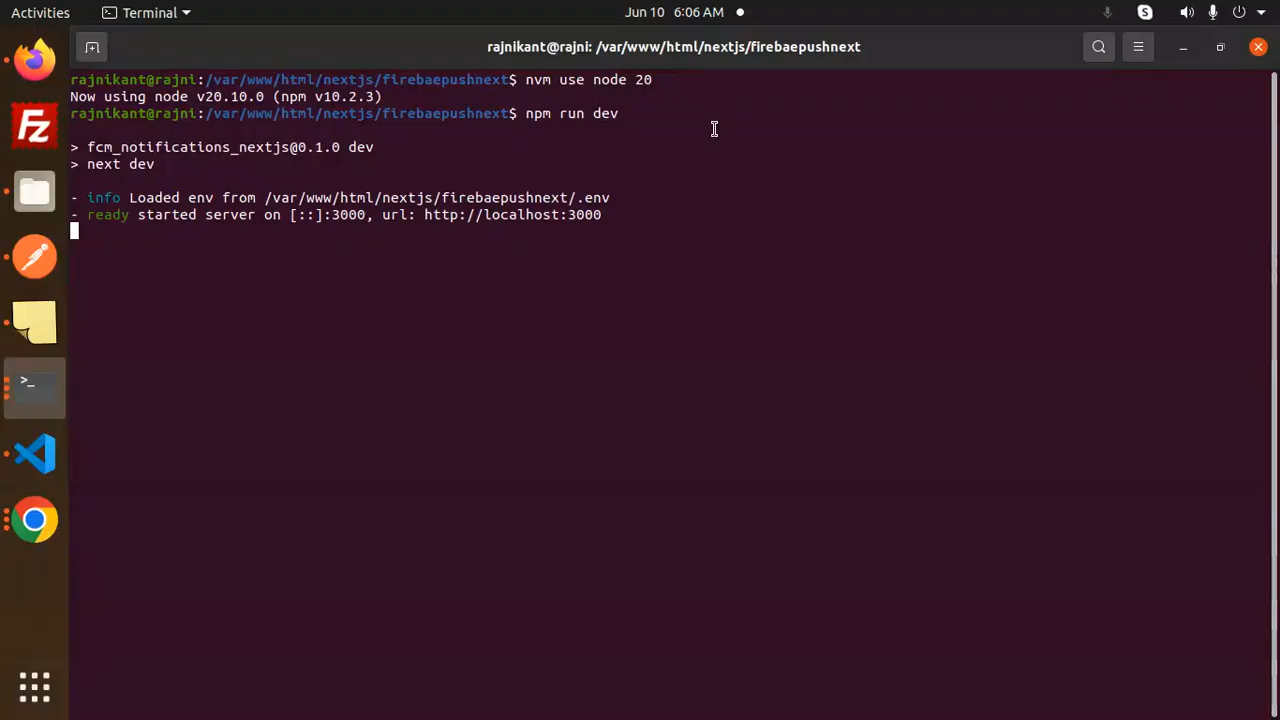 Activities Terminal Jun 10 6:06 AM
rajnikant@rajni: /var/www/html/nextjs/firebaepushnext
rajnikant@rajni:/var/www/html/nextjs/firebaepushnext$ nvm use node 20
Now using node v20.10.0 (npm v10.2.3)
rajnikant@rajni:/var/www/html/nextjs/firebaepushnext$ npm run dev
> fcm_notifications_nextjs@0.1.0 dev
> next dev
- info Loaded env from /var/www/html/nextjs/firebaepushnext/.env
- ready started server on [::]:3000, url: http://localhost:3000